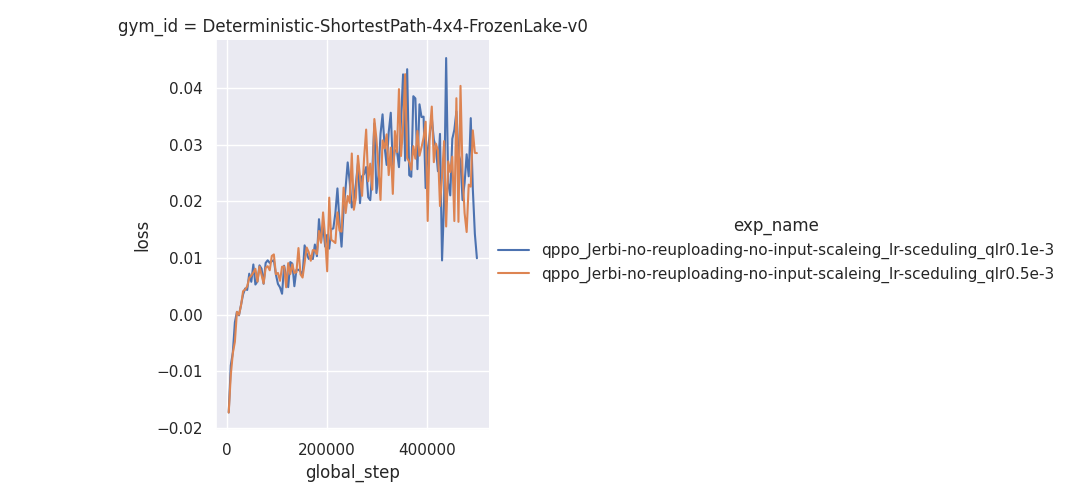 gym_id = Deterministic-ShortestPath-4x4-FrozenLake-v0
0.04
0.03
0.02
0.01
0.00
−0.01
−0.02
loss
0
200000
400000
global_step
exp_name
qppo_Jerbi-no-reuploading-no-input-scaleing_lr-sceduling_qlr0.1e-3
qppo_Jerbi-no-reuploading-no-input-scaleing_lr-sceduling_qlr0.5e-3